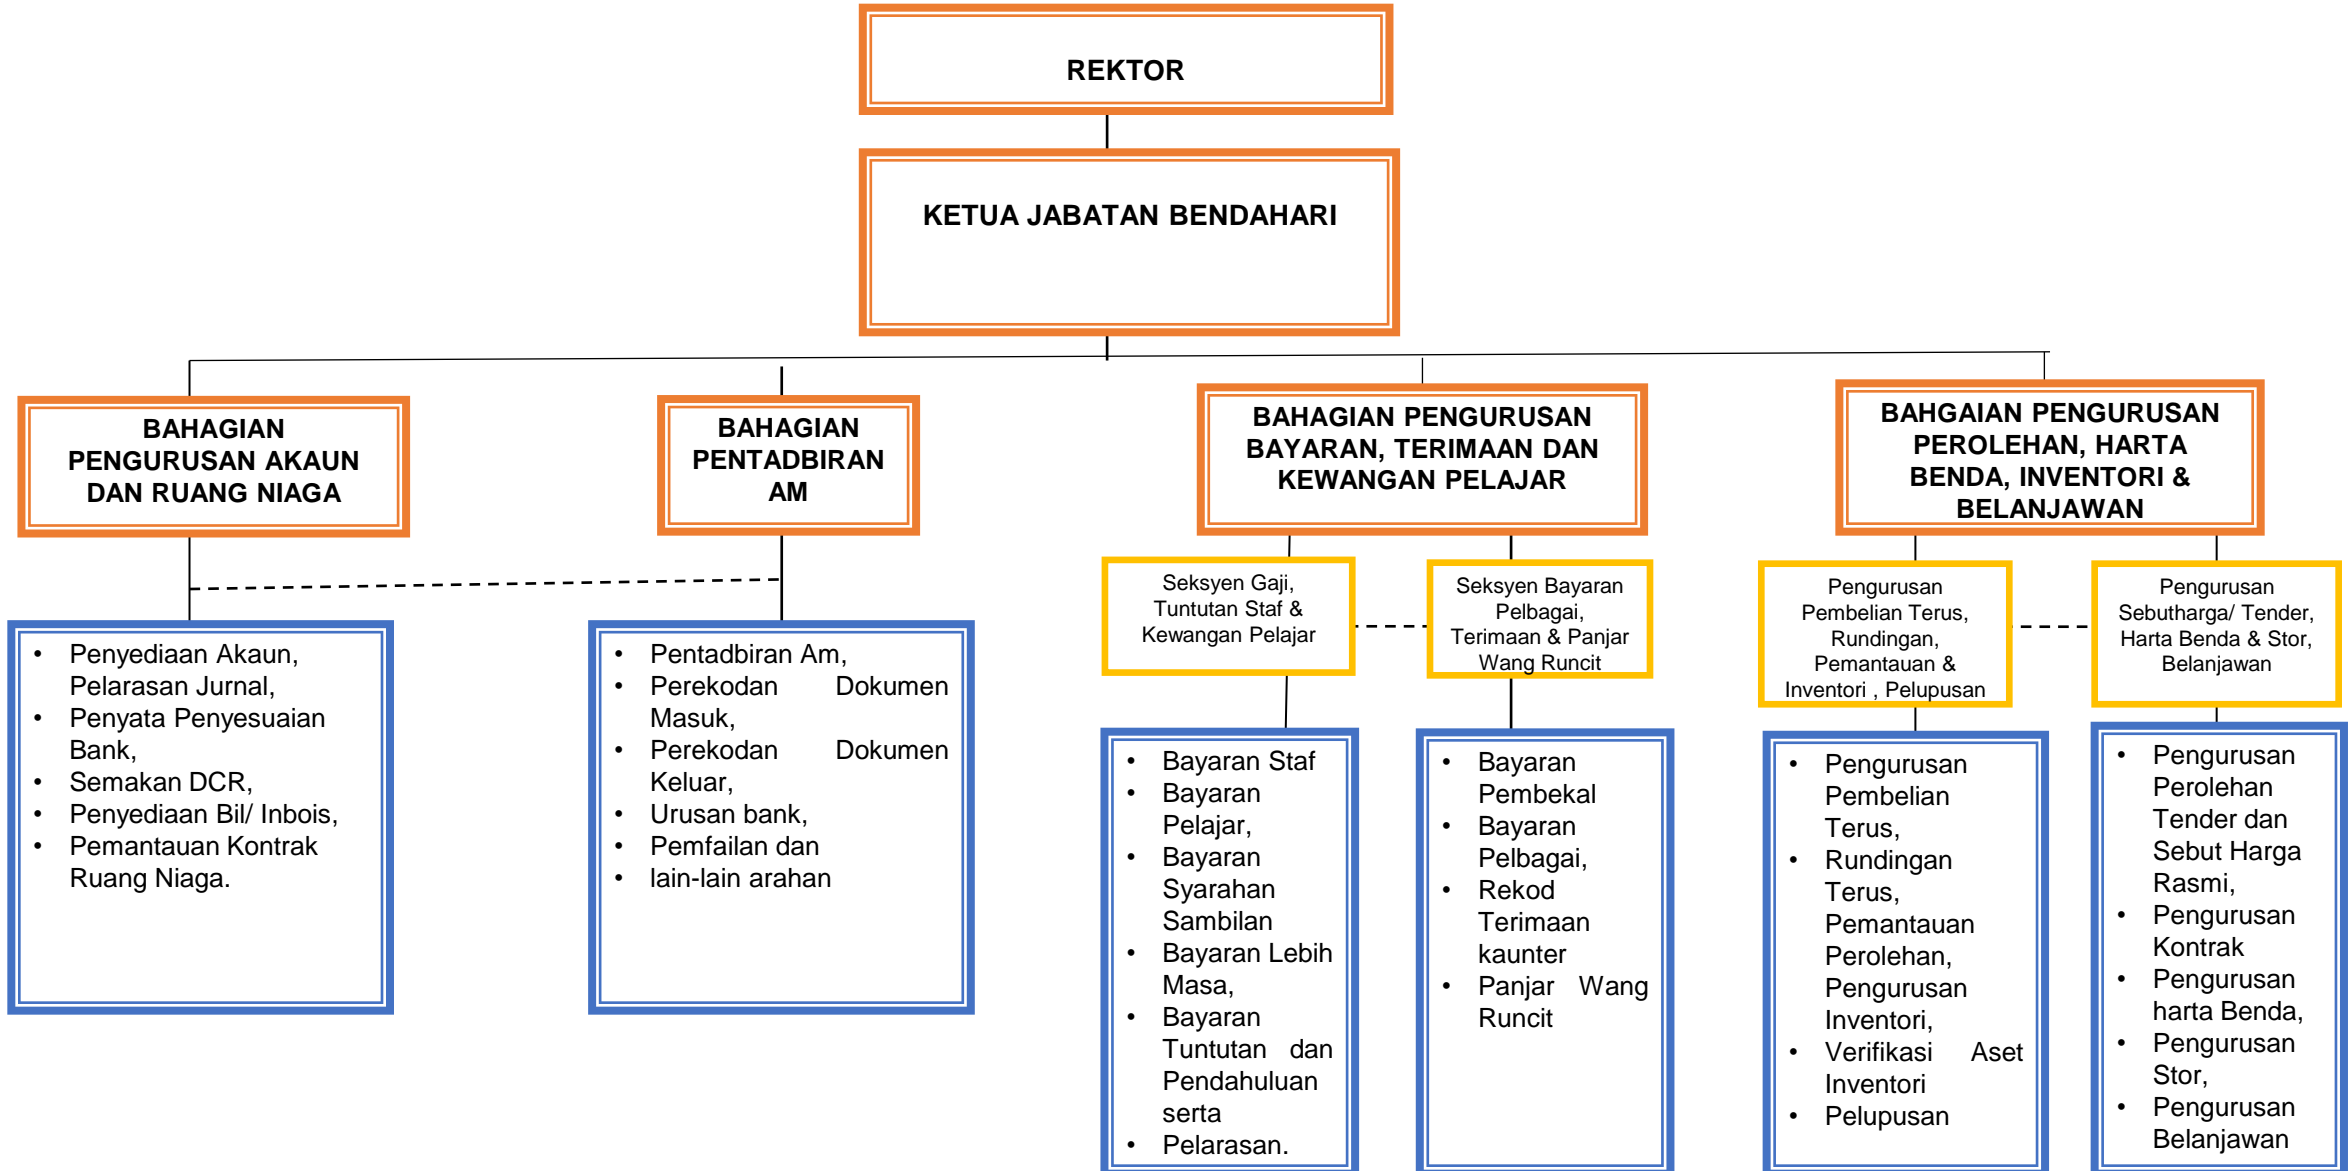 REKTOR
KETUA JABATAN BENDAHARI
BAHAGIAN
PENGURUSAN AKAUN
DAN RUANG NIAGA
BAHAGIAN
PENTADBIRAN
AM
BAHAGIAN PENGURUSAN
BAYARAN, TERIMAAN DAN
KEWANGAN PELAJAR
BAHGAIAN PENGURUSAN
PEROLEHAN, HARTA
BENDA, INVENTORI &
BELANJAWAN
Seksyen Gaji,
Tuntutan Staf &
Kewangan Pelajar
Seksyen Bayaran
Pelbagai,
Terimaan & Panjar
Wang Runcit
Pengurusan
Pembelian Terus,
Rundingan,
Pemantauan &
Inventori , Pelupusan
Pengurusan
Sebutharga/ Tender,
Harta Benda & Stor,
Belanjawan
• Penyediaan Akaun,
Pelarasan Jurnal,
• Penyata Penyesuaian
Bank,
• Semakan DCR,
• Penyediaan Bil/ Inbois,
• Pemantauan Kontrak
Ruang Niaga.
• Pentadbiran Am,
• Perekodan Dokumen
Masuk,
• Perekodan Dokumen
Keluar,
• Urusan bank,
• Pemfailan dan
• lain-lain arahan
• Bayaran Staf
• Bayaran
Pelajar,
• Bayaran
Syarahan
Sambilan
• Bayaran Lebih
Masa,
• Bayaran
Tuntutan dan
Pendahuluan
serta
• Pelarasan.
• Bayaran
Pembekal
• Bayaran
Pelbagai,
• Rekod
Terimaan
kaunter
• Panjar Wang
Runcit
• Pengurusan
Pembelian
Terus,
• Rundingan
Terus,
Pemantauan
Perolehan,
Pengurusan
Inventori,
• Verifikasi Aset
Inventori
• Pelupusan
• Pengurusan
Perolehan
Tender dan
Sebut Harga
Rasmi,
• Pengurusan
Kontrak
• Pengurusan
harta Benda,
• Pengurusan
Stor,
• Pengurusan
Belanjawan